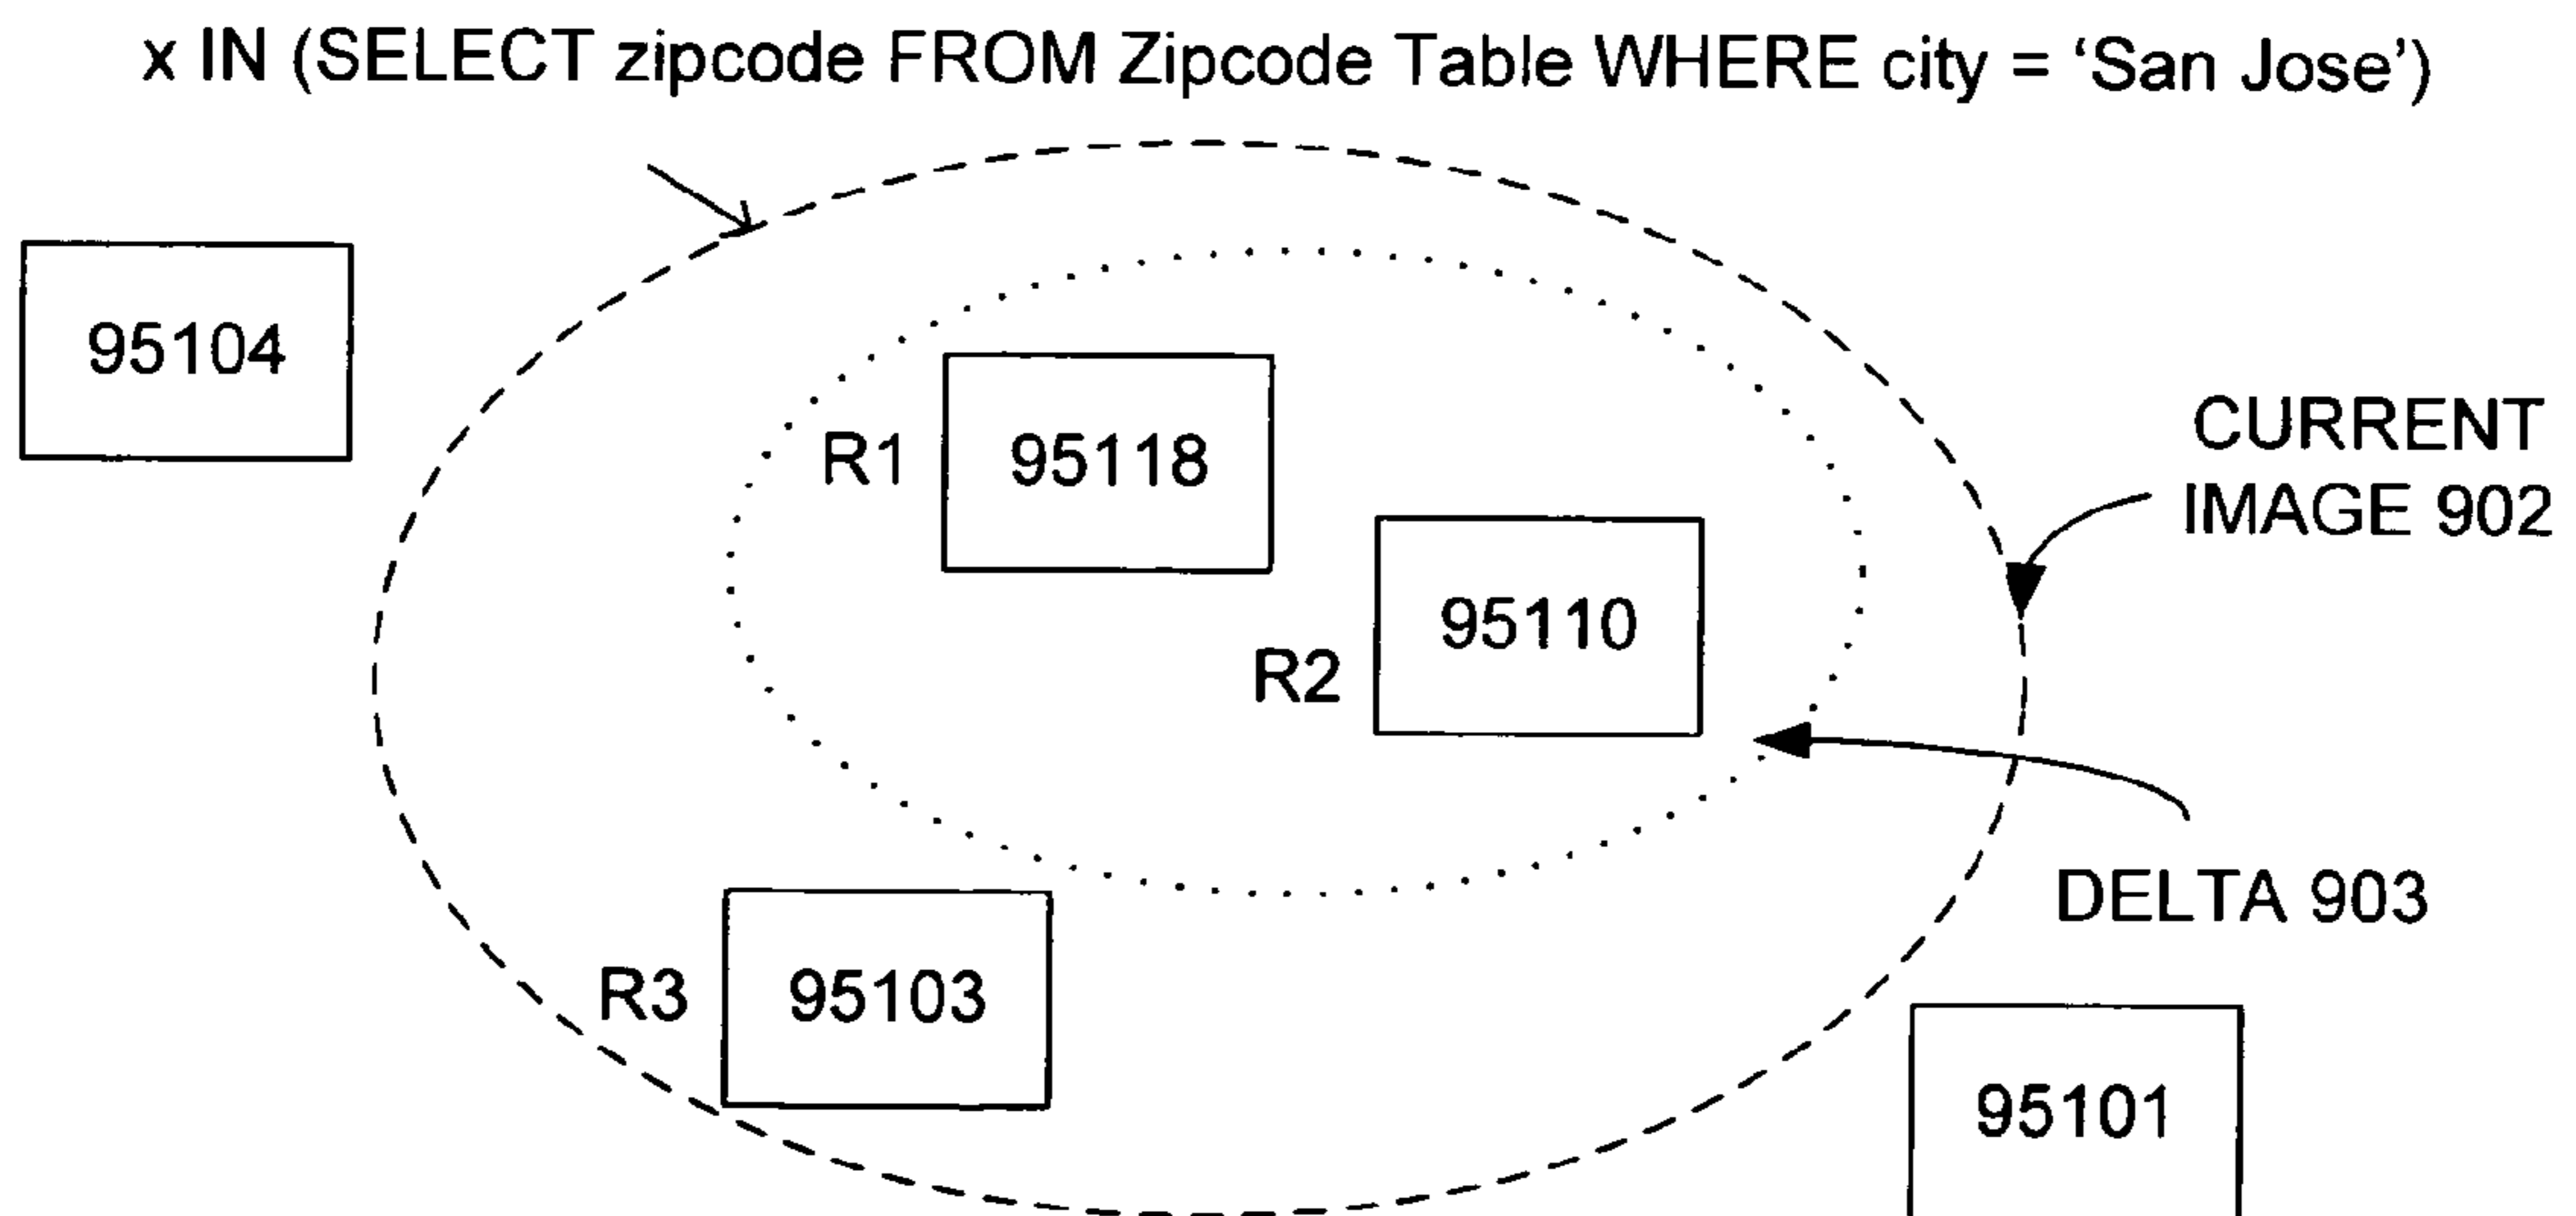 x IN (SELECT zipcode FROM Zipcode Table WHERE city = ‘San Jose’)
95104
R1 95118
CURRENT
IMAGE 902
95110
R2
DELTA 903
R3 95103
95101